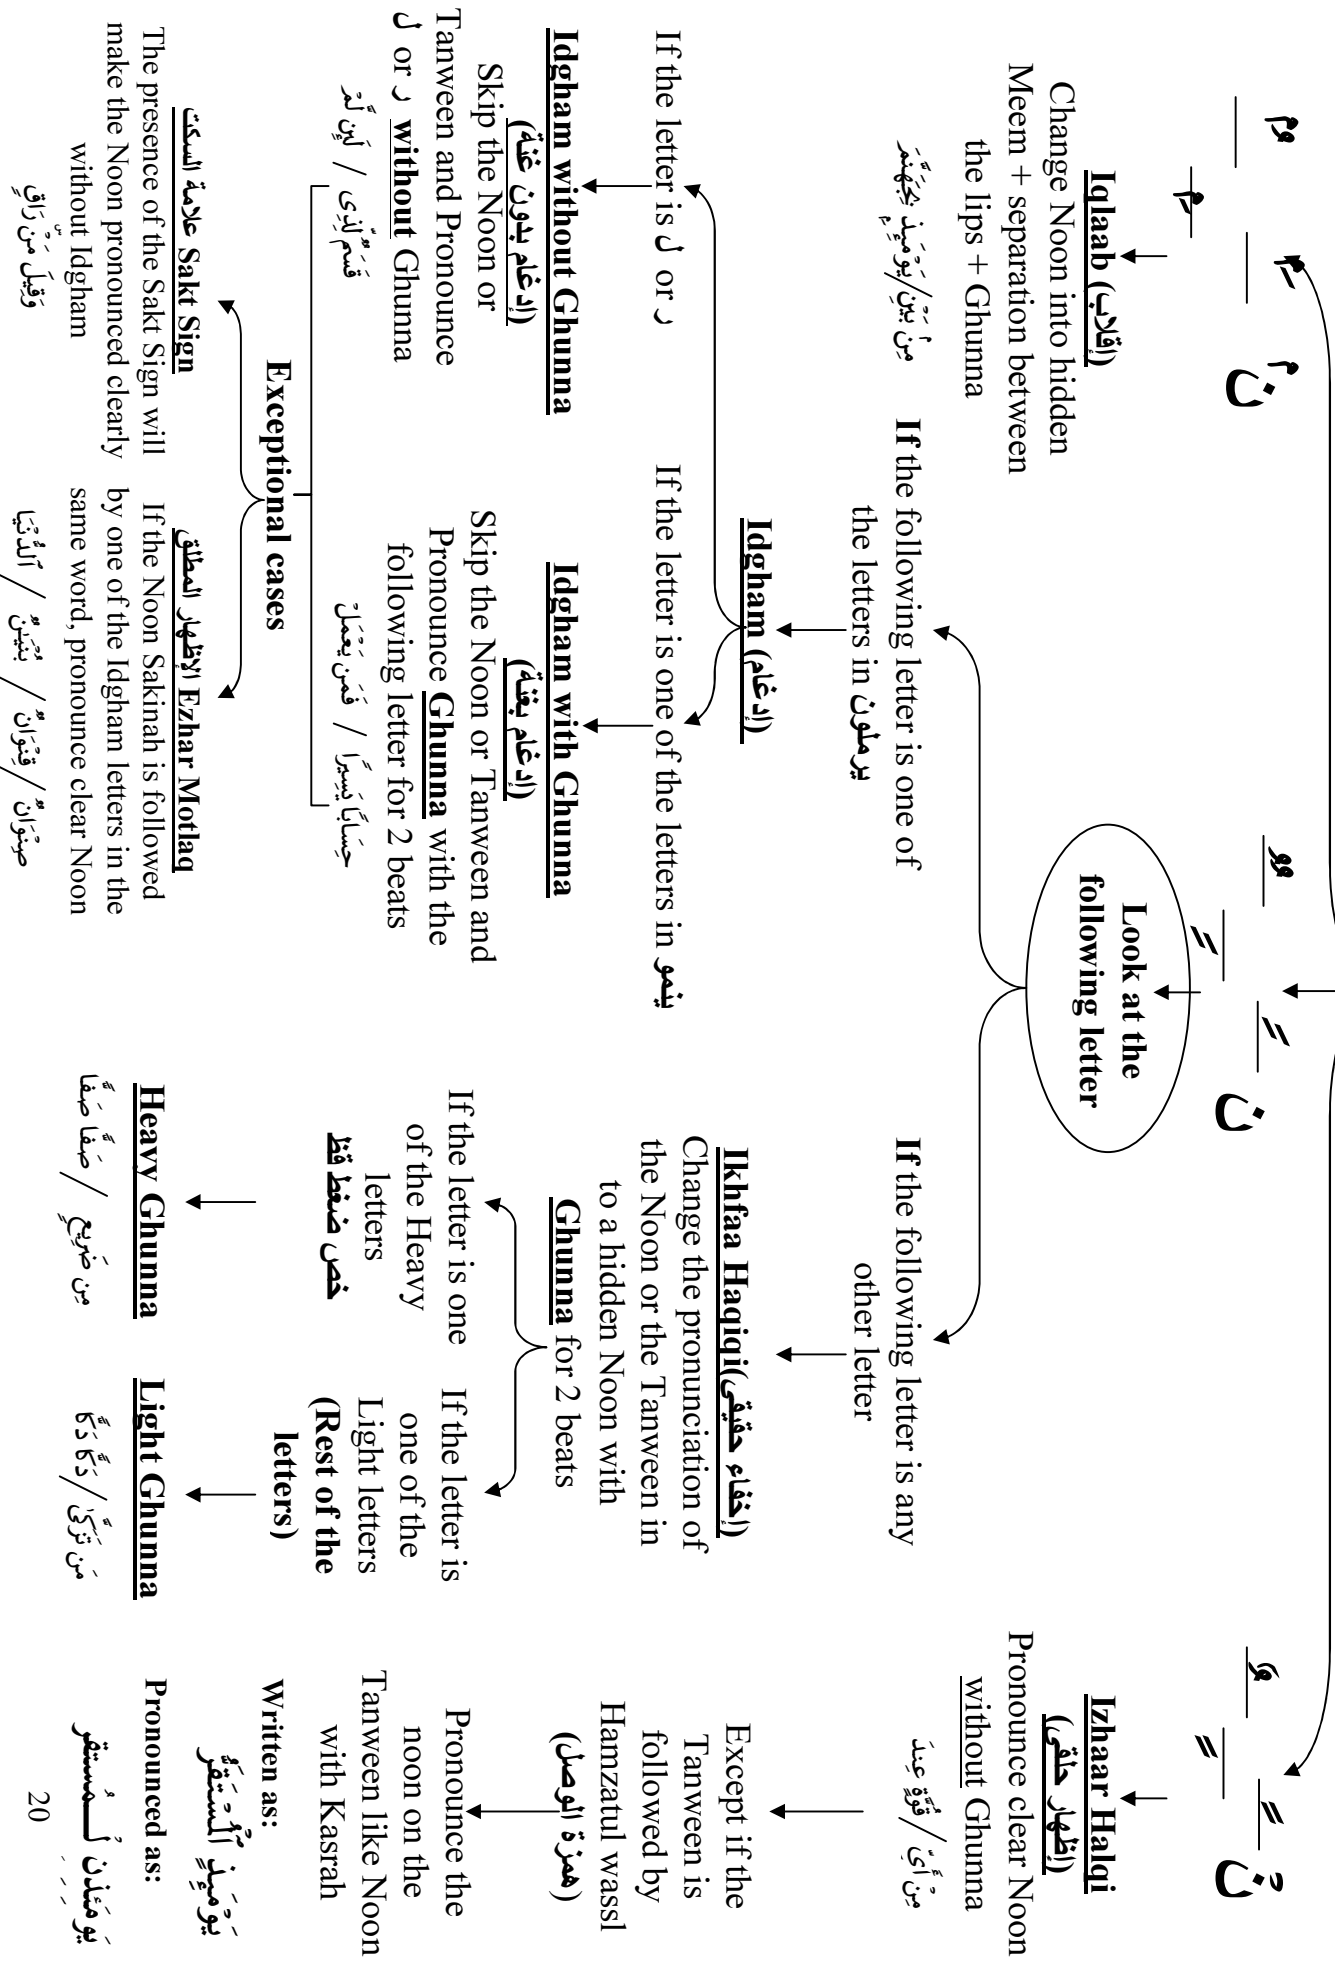 وم م م نۢ
Iqlaab (إقلاب)
Change Noon into hidden
Meem + separation between
the lips + Ghunna
مِنۢ بَيۡنِ/يَوۡمَئِذِۭ بِجَهَنَّمَ
Look at the
following letter
ن
Izhaar Halqi
(إظهار حلقى)
Pronounce clear Noon
without Ghunna
مِنۡ أَىِّ / قُوَّةٍ عِندَ
نۡ
Except if the
Tanween is
followed by
Hamzatul wassl
(همزة الوصل)
Pronounce the
noon on the
Tanween like Noon
with Kasrah
Written as:
يَوۡمَئِذٍ ٱلۡمُسۡتَقَرُّ
Pronounced as:
يَومَئِذِنِ لْـــمُستقر
If the following letter is one of
the letters in يرملون
Idgham (إدغام)
If the letter is ل or ر
Idgham without Ghunna
(إدغام بدون غنة)
Skip the Noon or
Tanween and Pronounce
ل or ر without Ghunna
قَسَمٞ لِّذِى / لَئِن لَّمۡ
If the letter is one of the letters in ينمو
Idgham with Ghunna
(إدغام بغنة)
Skip the Noon or Tanween and
Pronounce Ghunna with the
following letter for 2 beats
حِسَابٗا يَسِيرٗا / فَمَن يَعۡمَلۡ
Exceptional cases
علامة السكت Sakt Sign
The presence of the Sakt Sign will
make the Noon pronounced clearly
without Idgham
وَقِيلَ مَنۡۜ رَاقٖ
الإظهار المطلق Ezhar Motlaq
If the Noon Sakinah is followed
by one of the Idgham letters in the
same word, pronounce clear Noon
صِنۡوَانٞ / قِنۡوَانٞ / بُنۡيَٰنٞ / ٱلدُّنۡيَا
If the following letter is any
other letter
Ikhfaa Haqiqi(إخفاء حقيقى)
Change the pronunciation of
the Noon or the Tanween in
to a hidden Noon with
Ghunna for 2 beats
If the letter is one
of the Heavy
letters
خص ضغط قظ
Heavy Ghunna
مِن ضَرِيعٖ / صَفّٗا صَفّٗا
If the letter is
one of the
Light letters
(Rest of the
letters)
Light Ghunna
مَن تَزَكَّىٰ / دَكّٗا دَكّٗا
20